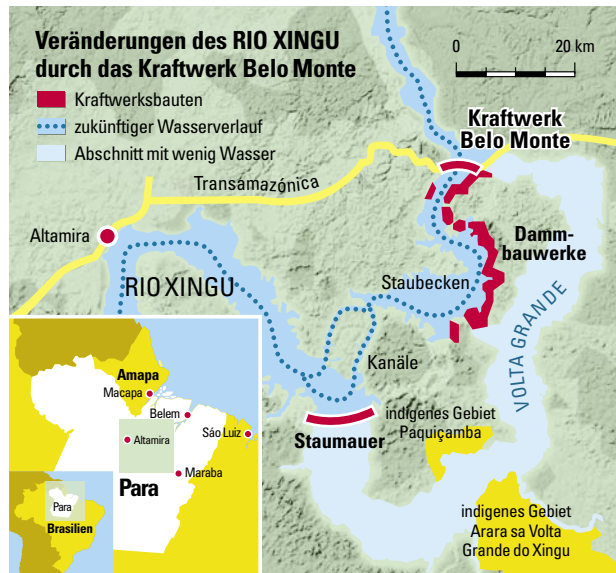 Veränderungen des RIO XINGU
durch das Kraftwerk Belo Monte
Kraftwerksbauten
zukünftiger Wasserverlauf
Abschnitt mit wenig Wasser
0 20 km
Kraftwerk
Belo Monte
Transamazónica
Altamira
Damm-
bauwerke
RIO XINGU
Staubecken
VOLTA GRANDE
Kanäle
Staumauer
indigenes Gebiet
Paquiçamba
indigenes Gebiet
Arara sa Volta
Grande do Xingu
Amapa
Macapa
Belem
Sáo Luiz
Altamira
Maraba
Para
Para
Brasilien